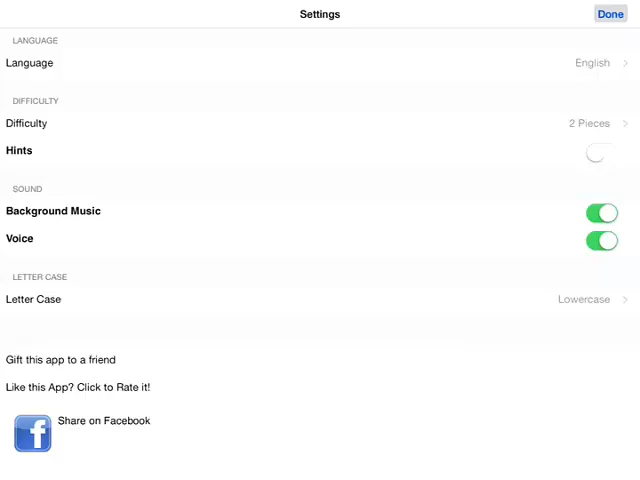 Settings
Done
LANGUAGE
Language English
DIFFICULTY
Difficulty 2 Pieces
Hints
SOUND
Background Music
Voice
LETTER CASE
Letter Case Lowercase
Gift this app to a friend
Like this App? Click to Rate it!
Share on Facebook
f